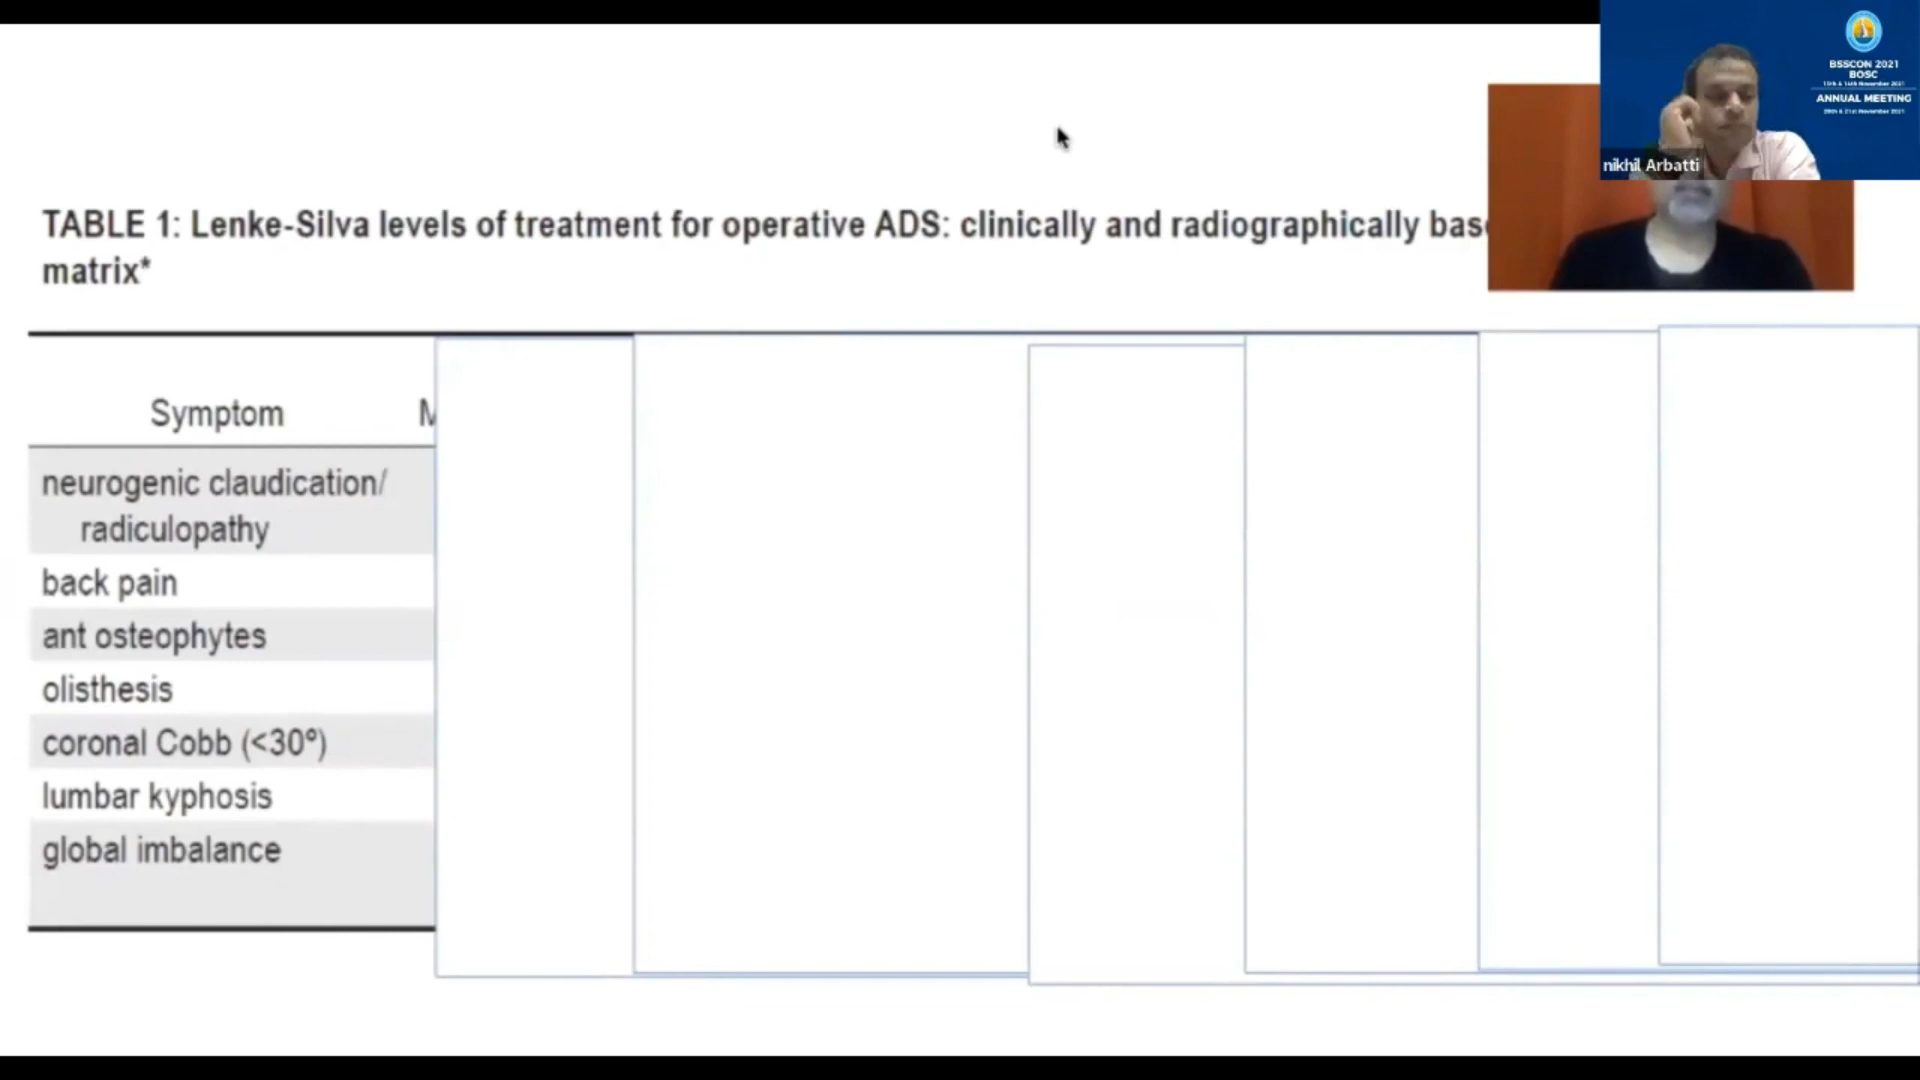 BSSCON 2021
BOSC
ANNUAL MEETING
nikhil Arbatti
TABLE 1: Lenke-Silva levels of treatment for operative ADS: clinically and radiographically bas
matrix*
Symptom
M
neurogenic claudication/
radiculopathy
back pain
ant osteophytes
olisthesis
coronal Cobb (<30°)
lumbar kyphosis
global imbalance